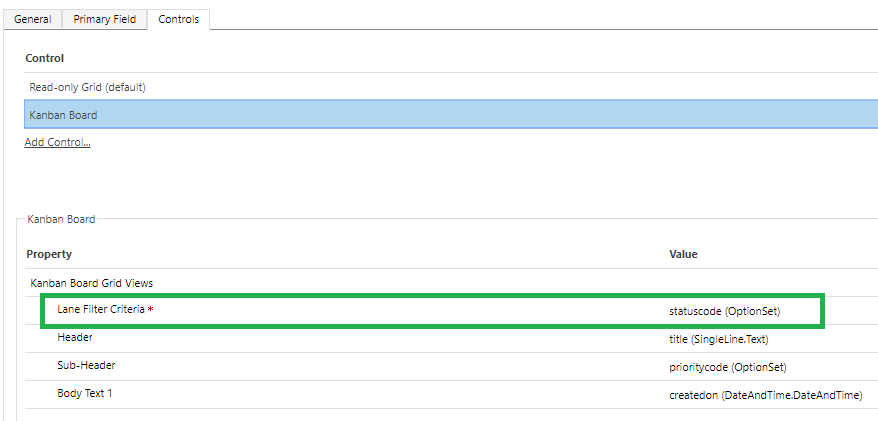 General Primary Field Controls
Control
Read-only Grid (default)
Kanban Board
Add Control...
Kanban Board
Property Value
Kanban Board Grid Views
Lane Filter Criteria * statuscode (OptionSet)
Header title (SingleLine.Text)
Sub-Header prioritycode (OptionSet)
Body Text 1 createdon (DateAndTime.DateAndTime)